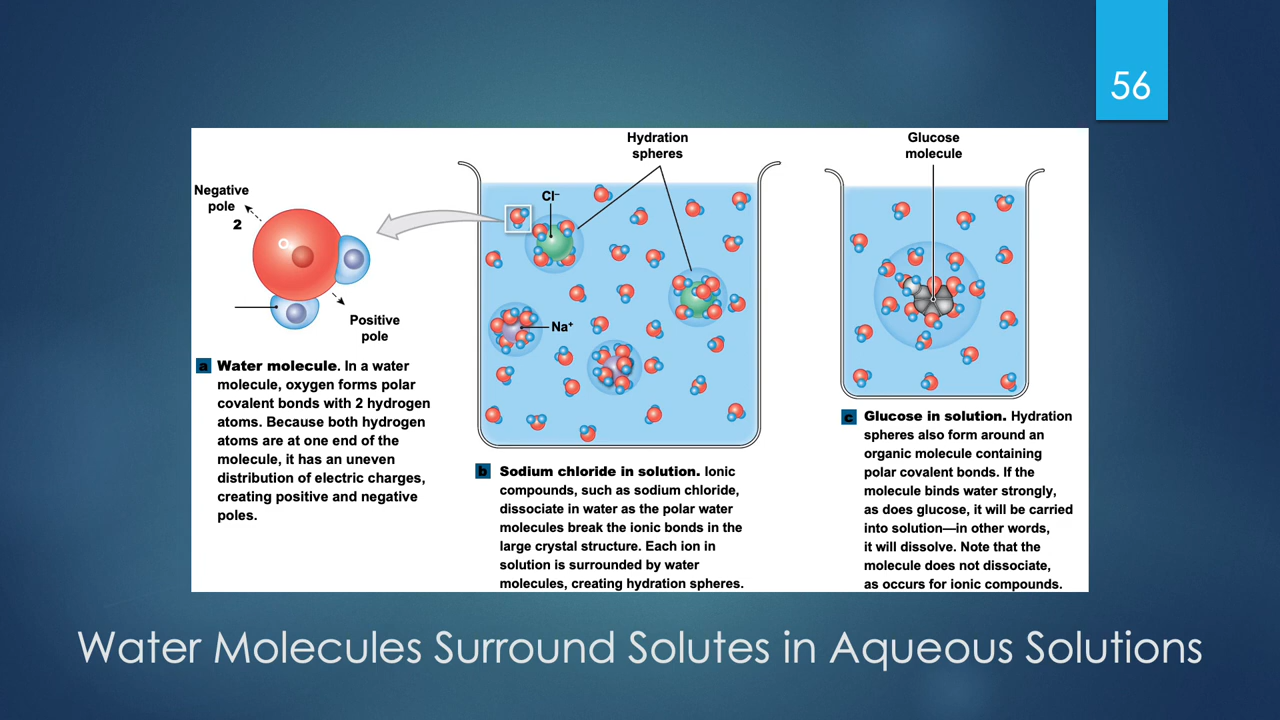 56
Hydration
spheres
Glucose
molecule
Negative
pole
2
O
Cl⁻
Na⁺
Positive
pole
a Water molecule. In a water
molecule, oxygen forms polar
covalent bonds with 2 hydrogen
atoms. Because both hydrogen
atoms are at one end of the
molecule, it has an uneven
distribution of electric charges,
creating positive and negative
poles.
b Sodium chloride in solution. Ionic
compounds, such as sodium chloride,
dissociate in water as the polar water
molecules break the ionic bonds in the
large crystal structure. Each ion in
solution is surrounded by water
molecules, creating hydration spheres.
c Glucose in solution. Hydration
spheres also form around an
organic molecule containing
polar covalent bonds. If the
molecule binds water strongly,
as does glucose, it will be carried
into solution—in other words,
it will dissolve. Note that the
molecule does not dissociate,
as occurs for ionic compounds.
Water Molecules Surround Solutes in Aqueous Solutions